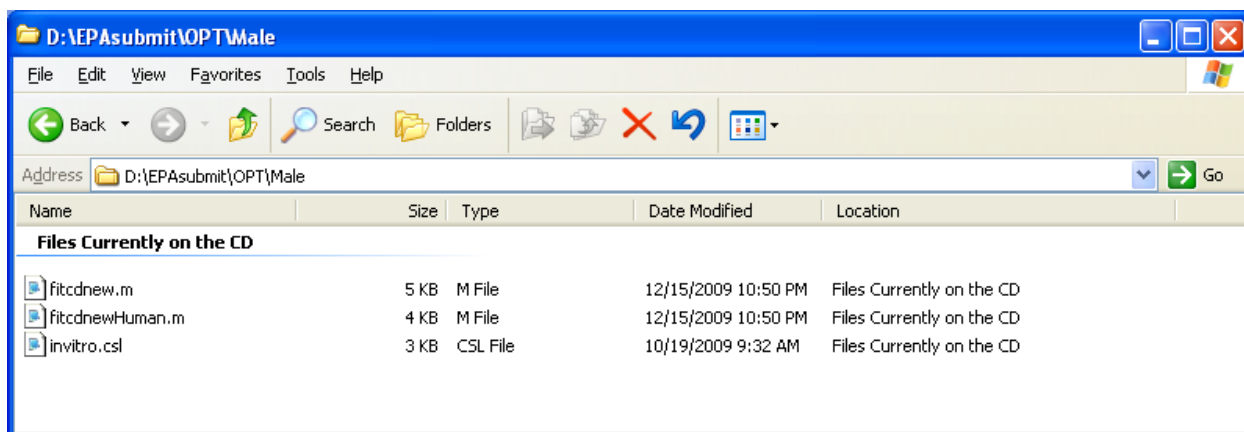 D:\EPAsubmit\OPT\Male
File Edit View Favorites Tools Help
Back Search Folders
Address D:\EPAsubmit\OPT\Male Go
Name Size Type Date Modified Location
Files Currently on the CD
fitcdnew.m 5 KB M File 12/15/2009 10:50 PM Files Currently on the CD
fitcdnewHuman.m 4 KB M File 12/15/2009 10:50 PM Files Currently on the CD
invitro.csl 3 KB CSL File 10/19/2009 9:32 AM Files Currently on the CD